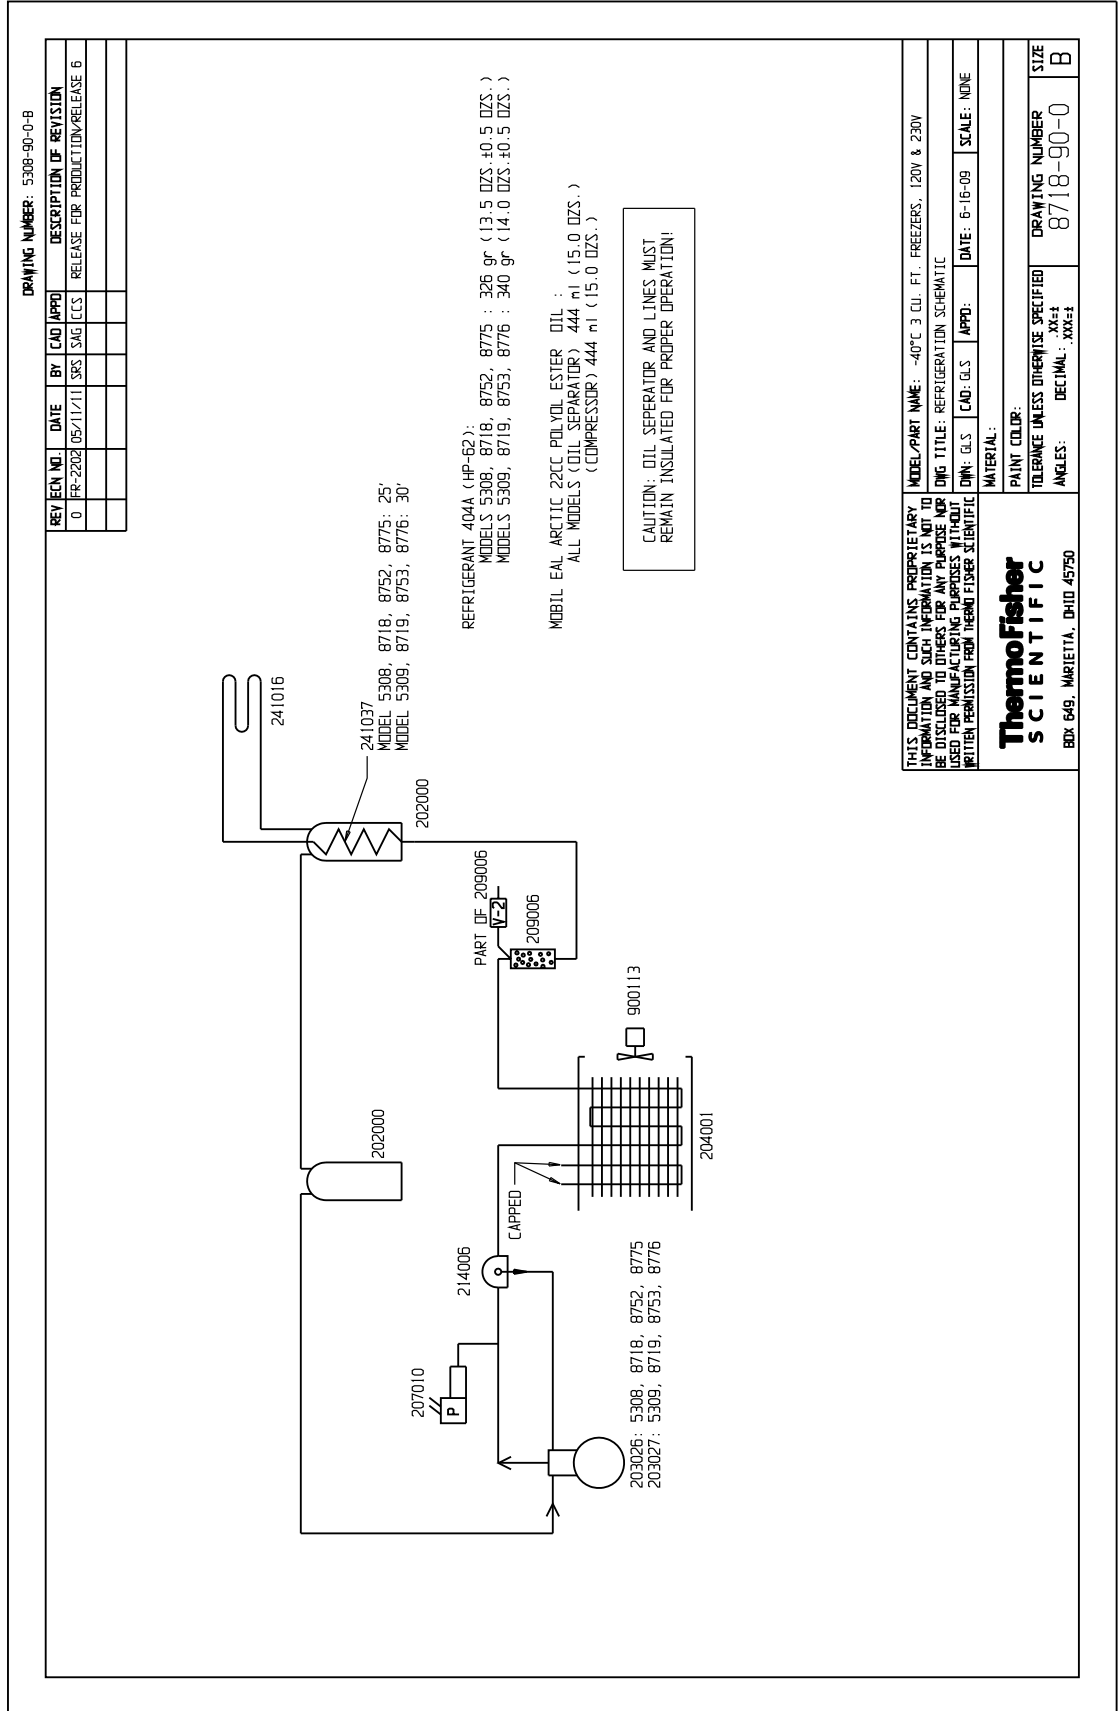 DRAWING NUMBER: 5308-90-0-B
REV ECN NO. DATE BY CAD APPD DESCRIPTION OF REVISION
0 FR-2202 05/11/11 SRS SAG CCS RELEASE FOR PRODUCTION/RELEASE 6
241016
241037
MODEL 5308, 8718, 8752, 8775: 25'
MODEL 5309, 8719, 8753, 8776: 30'
202000
REFRIGERANT 404A (HP-62):
MODELS 5308, 8718, 8752, 8775 : 326 gr (13.5 OZS.±0.5 OZS.)
MODELS 5309, 8719, 8753, 8776 : 340 gr (14.0 OZS.±0.5 OZS.)
MOBIL EAL ARCTIC 22CC POLYOL ESTER OIL :
ALL MODELS (OIL SEPARATOR) 444 ml (15.0 OZS.)
(COMPRESSOR) 444 ml (15.0 OZS.)
CAUTION: OIL SEPERATOR AND LINES MUST
REMAIN INSULATED FOR PROPER OPERATION!
PART OF 209006
V-2
209006
900113
202000
204001
CAPPED
214006
207010
P
203026: 5308, 8718, 8752, 8775
203027: 5309, 8719, 8753, 8776
THIS DOCUMENT CONTAINS PROPRIETARY
INFORMATION AND SUCH INFORMATION IS NOT TO
BE DISCLOSED TO OTHERS FOR ANY PURPOSE NOR
USED FOR MANUFACTURING PURPOSES WITHOUT
WRITTEN PERMISSION FROM THERMO FISHER SCIENTIFIC
ThermoFisher
SCIENTIFIC
BOX 649, MARIETTA, OHIO 45750
MODEL/PART NAME: -40°C 3 CU. FT. FREEZERS, 120V & 230V
DWG TITLE: REFRIGERATION SCHEMATIC
DWN: GLS CAD: GLS APPD: DATE: 6-16-09 SCALE: NONE
MATERIAL:
PAINT COLOR:
TOLERANCE UNLESS OTHERWISE SPECIFIED
ANGLES: DECIMAL: .XX=±
.XXX=±
DRAWING NUMBER
8718-90-0
SIZE
B